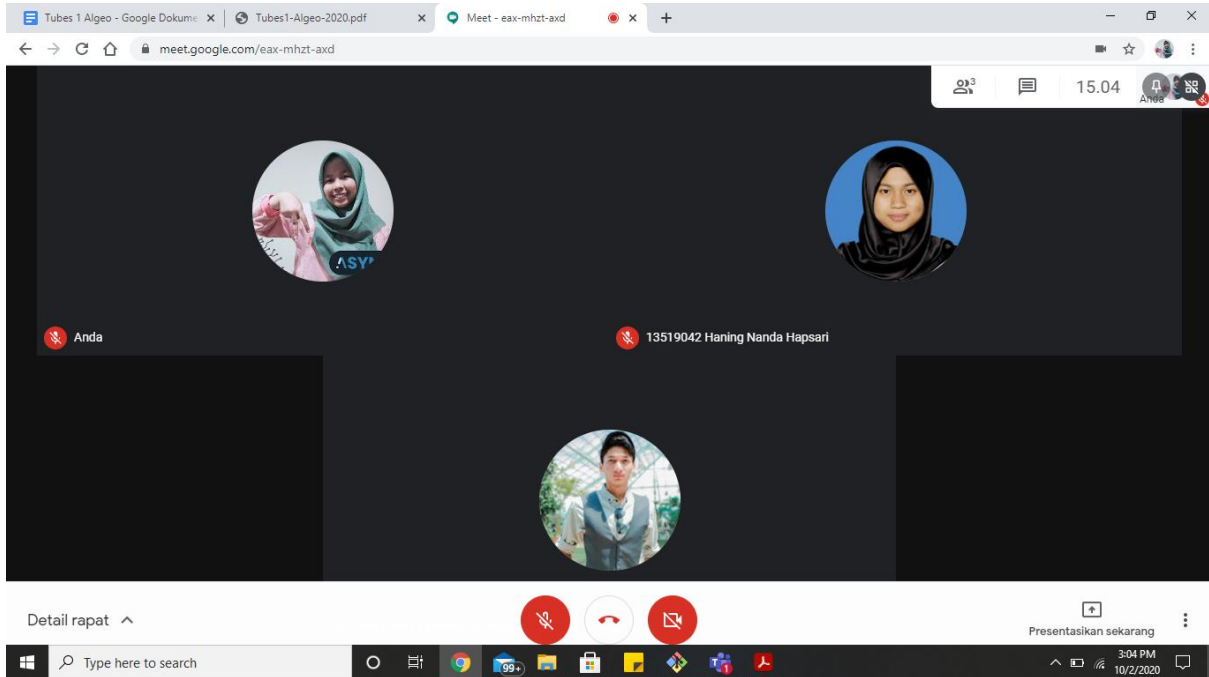 Tubes 1 Algeo - Google Dokume
Tubes1-Algeo-2020.pdf
Meet - eax-mhzt-axd
meet.google.com/eax-mhzt-axd
3
15.04
Anda
ASY
Anda
13519042 Haning Nanda Hapsari
Detail rapat
Presentasikan sekarang
Type here to search
99+
1
3:04 PM
10/2/2020